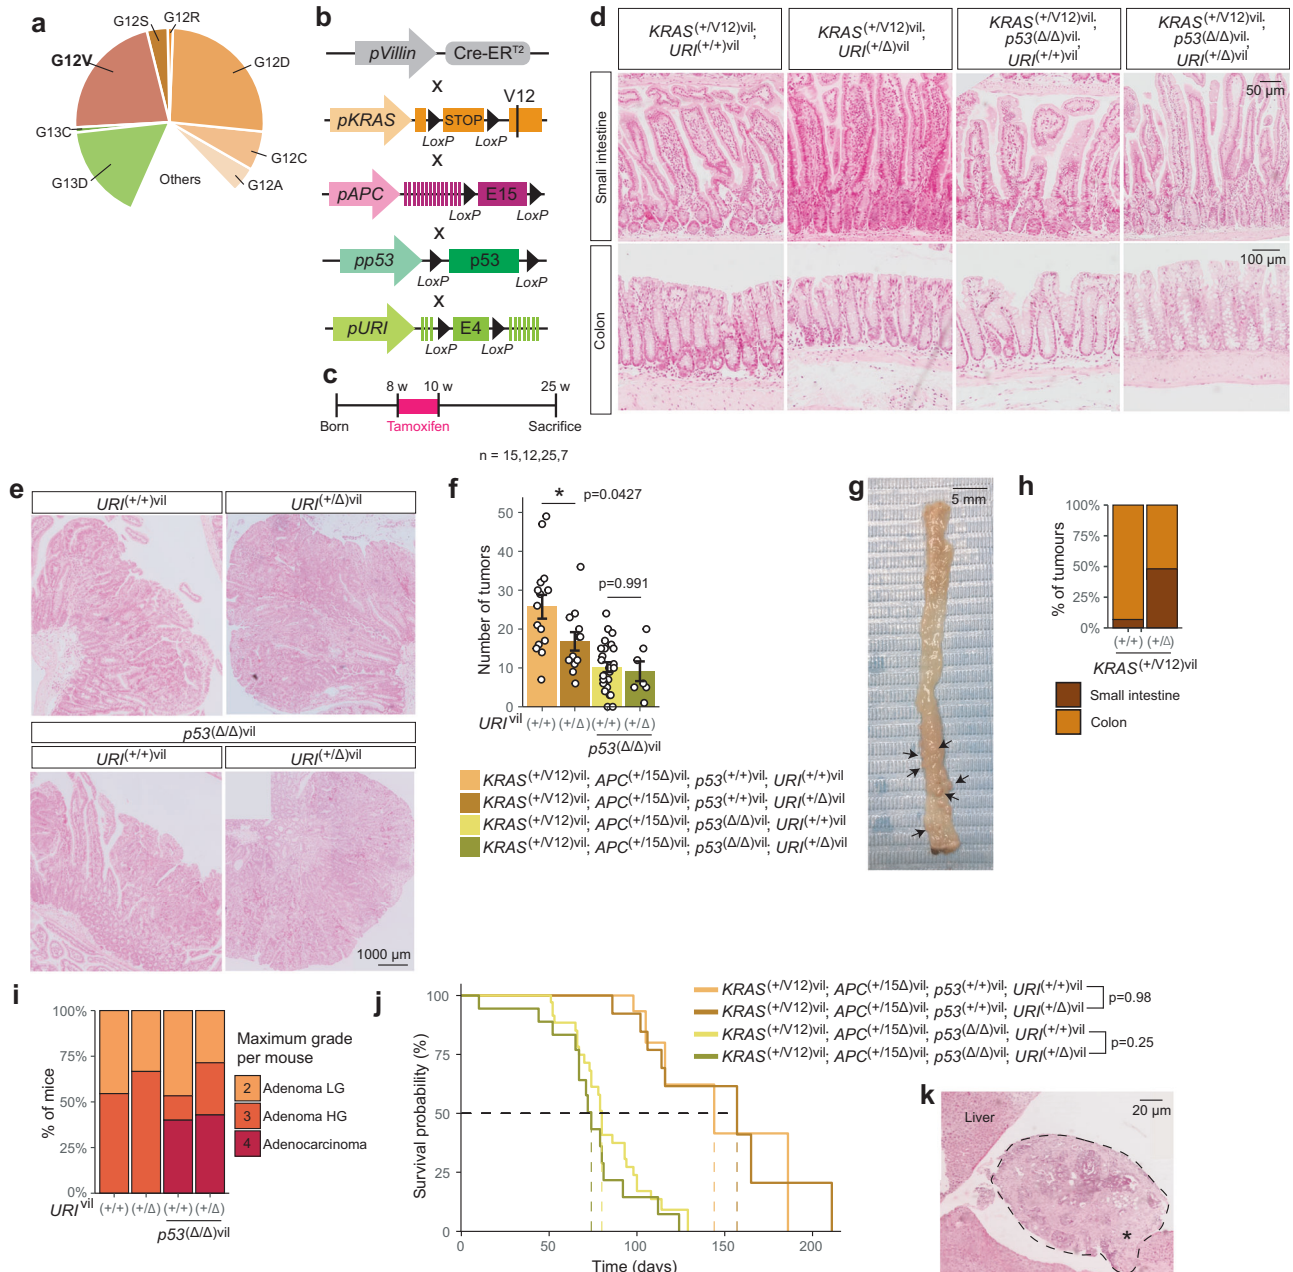 a
G12S
G12R
G12V
G12D
G13C
G12C
G13D
Others
G12A
b
pVillin
Cre-ERT2
x
V12
pKRAS
STOP
LoxP
LoxP
x
pAPC
E15
LoxP
LoxP
x
pp53
p53
LoxP
LoxP
x
pURI
E4
LoxP
LoxP
c
8 w
10 w
25 w
Born
Tamoxifen
Sacrifice
d
KRAS(+/V12)vil;
URI(+/+)vil
KRAS(+/V12)vil;
URI(+/Δ)vil
KRAS(+/V12)vil;
p53(Δ/Δ)vil;
URI(+/+)vil
KRAS(+/V12)vil;
p53(Δ/Δ)vil;
URI(+/Δ)vil
Small intestine
50 µm
Colon
100 µm
e
URI(+/+)vil
URI(+/Δ)vil
p53(Δ/Δ)vil
URI(+/+)vil
URI(+/Δ)vil
1000 µm
n = 15,12,25,7
f
* p=0.0427
p=0.991
Number of tumors
50
40
30
20
10
0
URIvil (+/+) (+/Δ) (+/+) (+/Δ)
p53(Δ/Δ)vil
KRAS(+/V12)vil; APC(+/15Δ)vil; p53(+/+)vil; URI(+/+)vil
KRAS(+/V12)vil; APC(+/15Δ)vil; p53(+/+)vil; URI(+/Δ)vil
KRAS(+/V12)vil; APC(+/15Δ)vil; p53(Δ/Δ)vil; URI(+/+)vil
KRAS(+/V12)vil; APC(+/15Δ)vil; p53(Δ/Δ)vil; URI(+/Δ)vil
g
5 mm
h
% of tumours
100%
75%
50%
25%
0%
(+/+) (+/Δ)
KRAS(+/V12)vil
Small intestine
Colon
i
% of mice
100%
75%
50%
25%
0%
URIvil (+/+) (+/Δ) (+/+) (+/Δ)
p53(Δ/Δ)vil
Maximum grade
per mouse
2 Adenoma LG
3 Adenoma HG
4 Adenocarcinoma
j
Survival probability (%)
100
75
50
25
0
0 50 100 150 200
Time (days)
KRAS(+/V12)vil; APC(+/15Δ)vil; p53(+/+)vil; URI(+/+)vil
KRAS(+/V12)vil; APC(+/15Δ)vil; p53(+/+)vil; URI(+/Δ)vil
p=0.98
KRAS(+/V12)vil; APC(+/15Δ)vil; p53(Δ/Δ)vil; URI(+/+)vil
KRAS(+/V12)vil; APC(+/15Δ)vil; p53(Δ/Δ)vil; URI(+/Δ)vil
p=0.25
k
Liver
20 µm
*